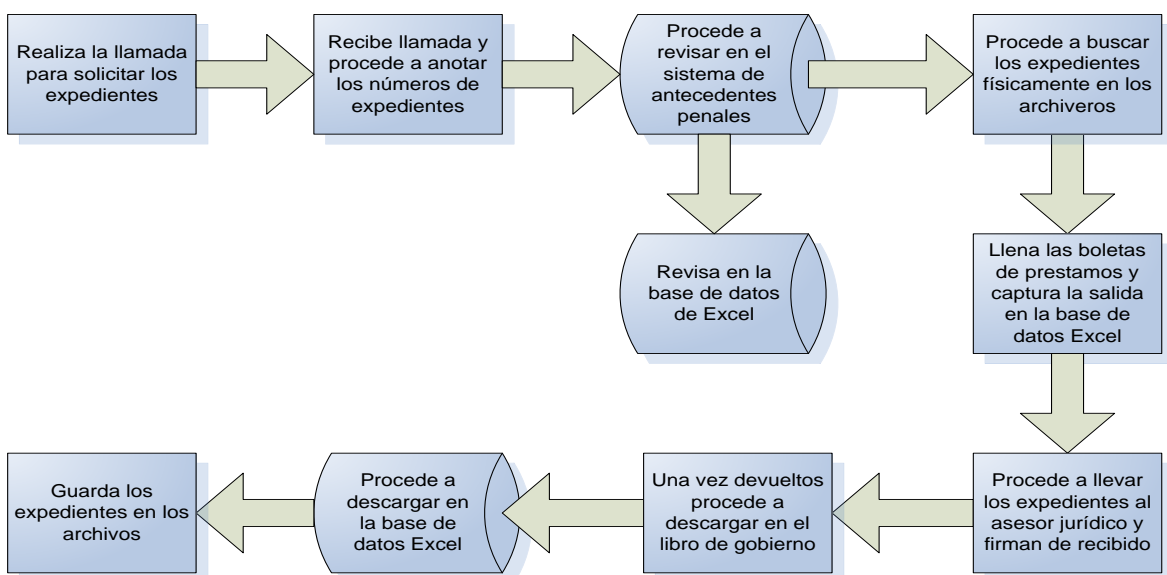 Realiza la llamada
para solicitar los
expedientes
Recibe llamada y
procede a anotar
los números de
expedientes
Procede a
revisar en el
sistema de
antecedentes
penales
Procede a buscar
los expedientes
físicamente en los
archiveros
Revisa en la
base de datos
de Excel
Llena las boletas
de prestamos y
captura la salida
en la base de
datos Excel
Procede a llevar
los expedientes al
asesor jurídico y
firman de recibido
Una vez devueltos
procede a
descargar en el
libro de gobierno
Procede a
descargar en
la base de
datos Excel
Guarda los
expedientes en los
archivos